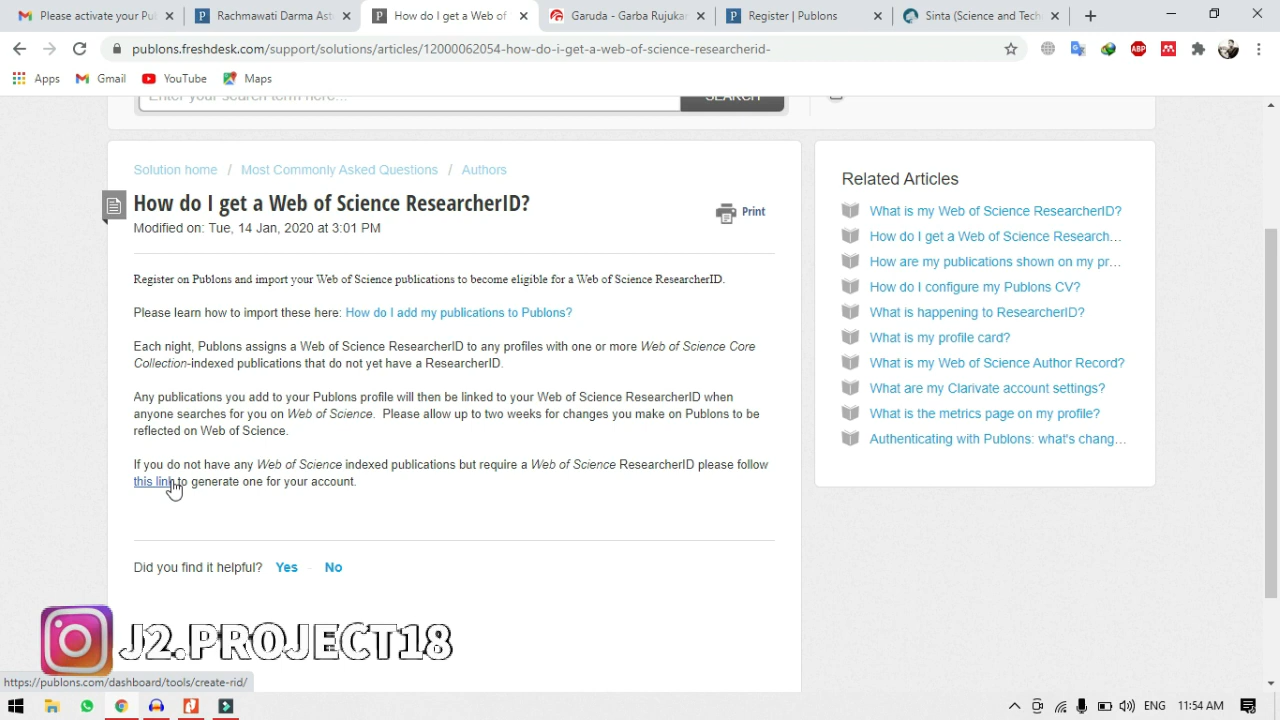 Please activate your Pul
Rachmawati Darma Ast
How do I get a Web of
Garuda - Garba Rujukan
Register | Publons
Sinta (Science and Tech
publons.freshdesk.com/support/solutions/articles/12000062054-how-do-i-get-a-web-of-science-researcherid-
Apps
Gmail
YouTube
Maps
Enter your search term here...
SEARCH
Solution home / Most Commonly Asked Questions / Authors
How do I get a Web of Science ResearcherID?
Print
Modified on: Tue, 14 Jan, 2020 at 3:01 PM
Register on Publons and import your Web of Science publications to become eligible for a Web of Science ResearcherID.
Please learn how to import these here: How do I add my publications to Publons?
Each night, Publons assigns a Web of Science ResearcherID to any profiles with one or more Web of Science Core
Collection-indexed publications that do not yet have a ResearcherID.
Any publications you add to your Publons profile will then be linked to your Web of Science ResearcherID when
anyone searches for you on Web of Science. Please allow up to two weeks for changes you make on Publons to be
reflected on Web of Science.
If you do not have any Web of Science indexed publications but require a Web of Science ResearcherID please follow
this link to generate one for your account.
Did you find it helpful? Yes No
Related Articles
What is my Web of Science ResearcherID?
How do I get a Web of Science Research...
How are my publications shown on my pr...
How do I configure my Publons CV?
What is happening to ResearcherID?
What is my profile card?
What is my Web of Science Author Record?
What are my Clarivate account settings?
What is the metrics page on my profile?
Authenticating with Publons: what's chang...
J2.PROJECT18
https://publons.com/dashboard/tools/create-rid/
ENG
11:54 AM